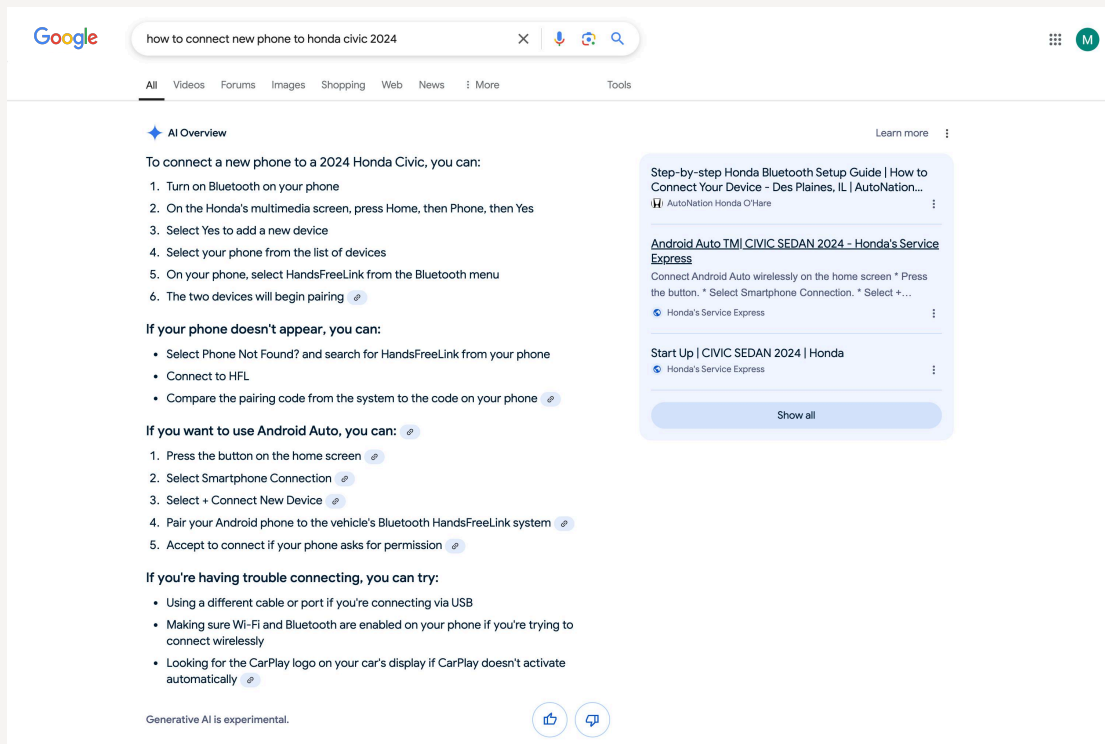 Google
how to connect new phone to honda civic 2024
M
All Videos Forums Images Shopping Web News More Tools
AI Overview
Learn more
To connect a new phone to a 2024 Honda Civic, you can:
1. Turn on Bluetooth on your phone
2. On the Honda's multimedia screen, press Home, then Phone, then Yes
3. Select Yes to add a new device
4. Select your phone from the list of devices
5. On your phone, select HandsFreeLink from the Bluetooth menu
6. The two devices will begin pairing
If your phone doesn't appear, you can:
• Select Phone Not Found? and search for HandsFreeLink from your phone
• Connect to HFL
• Compare the pairing code from the system to the code on your phone
If you want to use Android Auto, you can:
1. Press the button on the home screen
2. Select Smartphone Connection
3. Select + Connect New Device
4. Pair your Android phone to the vehicle's Bluetooth HandsFreeLink system
5. Accept to connect if your phone asks for permission
If you're having trouble connecting, you can try:
• Using a different cable or port if you're connecting via USB
• Making sure Wi-Fi and Bluetooth are enabled on your phone if you're trying to
connect wirelessly
• Looking for the CarPlay logo on your car's display if CarPlay doesn't activate
automatically
Generative AI is experimental.
Step-by-step Honda Bluetooth Setup Guide | How to
Connect Your Device - Des Plaines, IL | AutoNation...
AutoNation Honda O'Hare
Android Auto TM| CIVIC SEDAN 2024 - Honda's Service
Express
Connect Android Auto wirelessly on the home screen * Press
the button. * Select Smartphone Connection. * Select +...
Honda's Service Express
Start Up | CIVIC SEDAN 2024 | Honda
Honda's Service Express
Show all